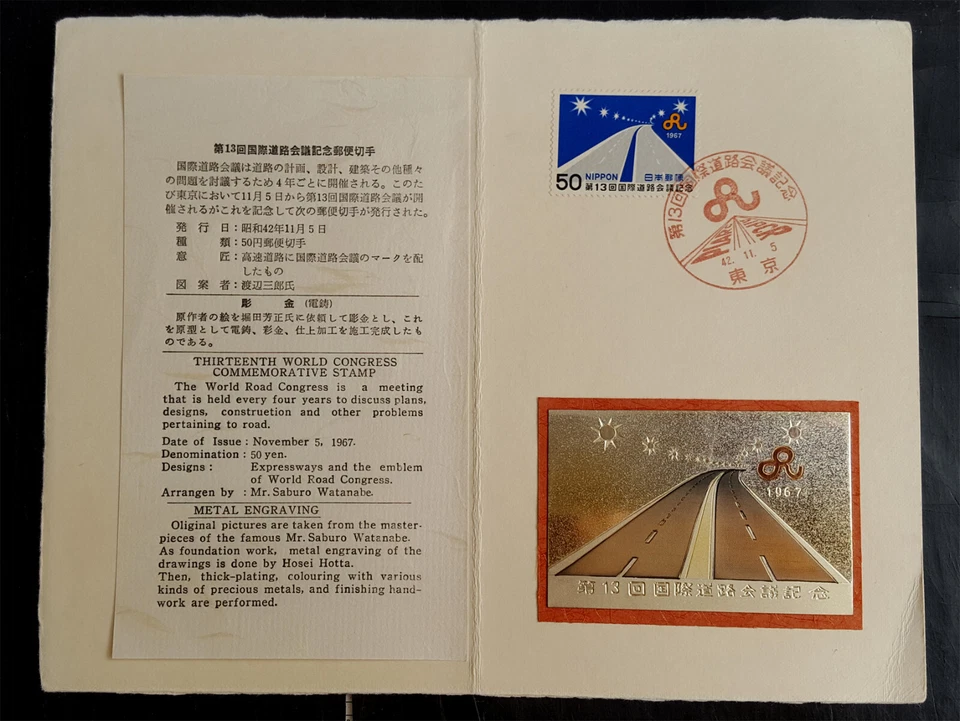 第13回国際道路会議記念郵便切手
国際道路会議は道路の計画、設計、建築その他種々
の問題を討議するため4年ごとに開催される。このた
び東京において11月5日から第13回国際道路会議が開
催されるがこれを記念して次の郵便切手が発行された。
発行日:昭和42年11月5日
種類:50円郵便切手
意匠:高速道路に国際道路会議のマークを配
したもの
図案者:渡辺三郎氏
彫金(電鋳)
原作者の絵を堀田芳正氏に依頼して彫金とし、これ
を原型として電鋳、彩金、仕上加工を施工完成したも
のである。
THIRTEENTH WORLD CONGRESS
COMMEMORATIVE STAMP
The World Road Congress is a meeting
that is held every four years to discuss plans,
designs, construetion and other problems
pertaining to road.
Date of Issue : November 5, 1967.
Denomination : 50 yen.
Designs : Expressways and the emblem
of World Road Congress.
Arrangen by : Mr. Saburo Watanabe.
METAL ENGRAVING
Oliginal pictures are taken from the master-
pieces of the famous Mr. Saburo Watanabe.
As foundation work, metal engraving of the
drawings is done by Hosei Hotta.
Then, thick-plating, colouring with various
kinds of precious metals, and finishing hand-
work are performed.
1967
NIPPON 日本郵便
50 第13回国際道路会議記念
第13回国際道路会議記念
42.11.5
東京
1967
第13回国際道路会議記念